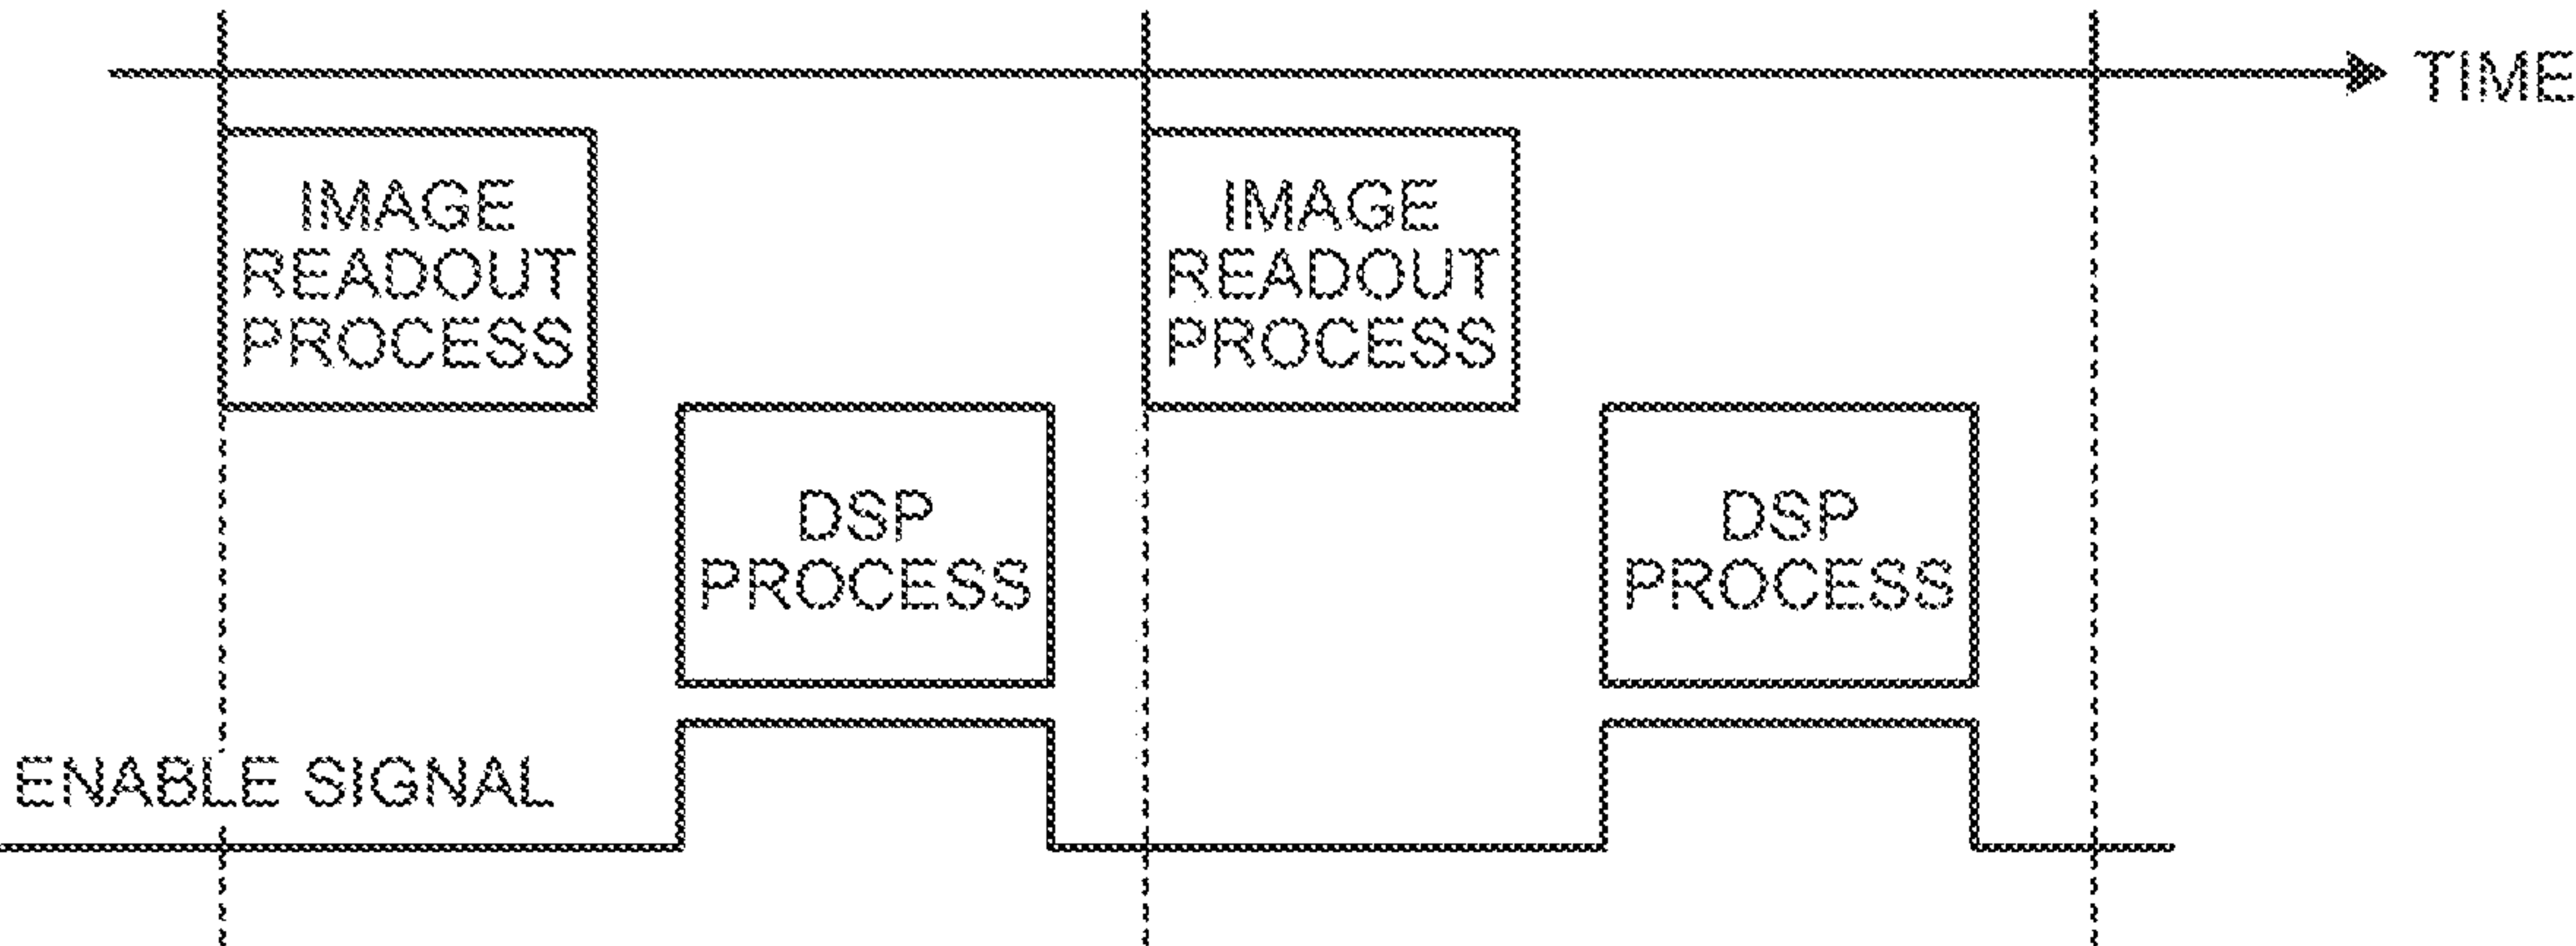 TIME
IMAGE
READOUT
PROCESS
IMAGE
READOUT
PROCESS
DSP
PROCESS
DSP
PROCESS
ENABLE SIGNAL